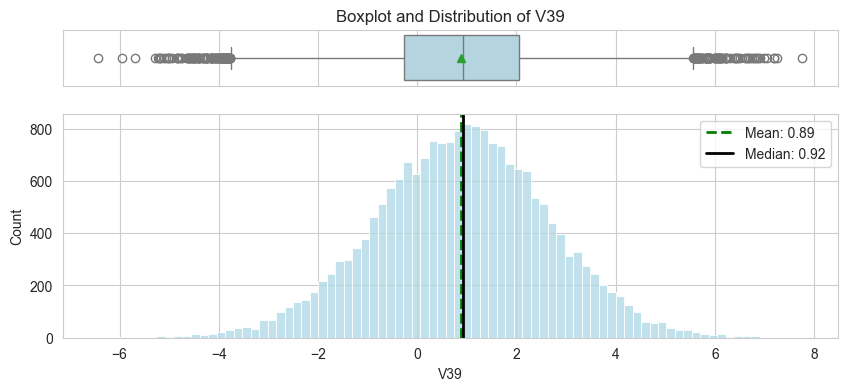 Boxplot and Distribution of V39
800
600
400
200
0
Count
Mean: 0.89
Median: 0.92
−6
−4
−2
0
2
4
6
8
V39